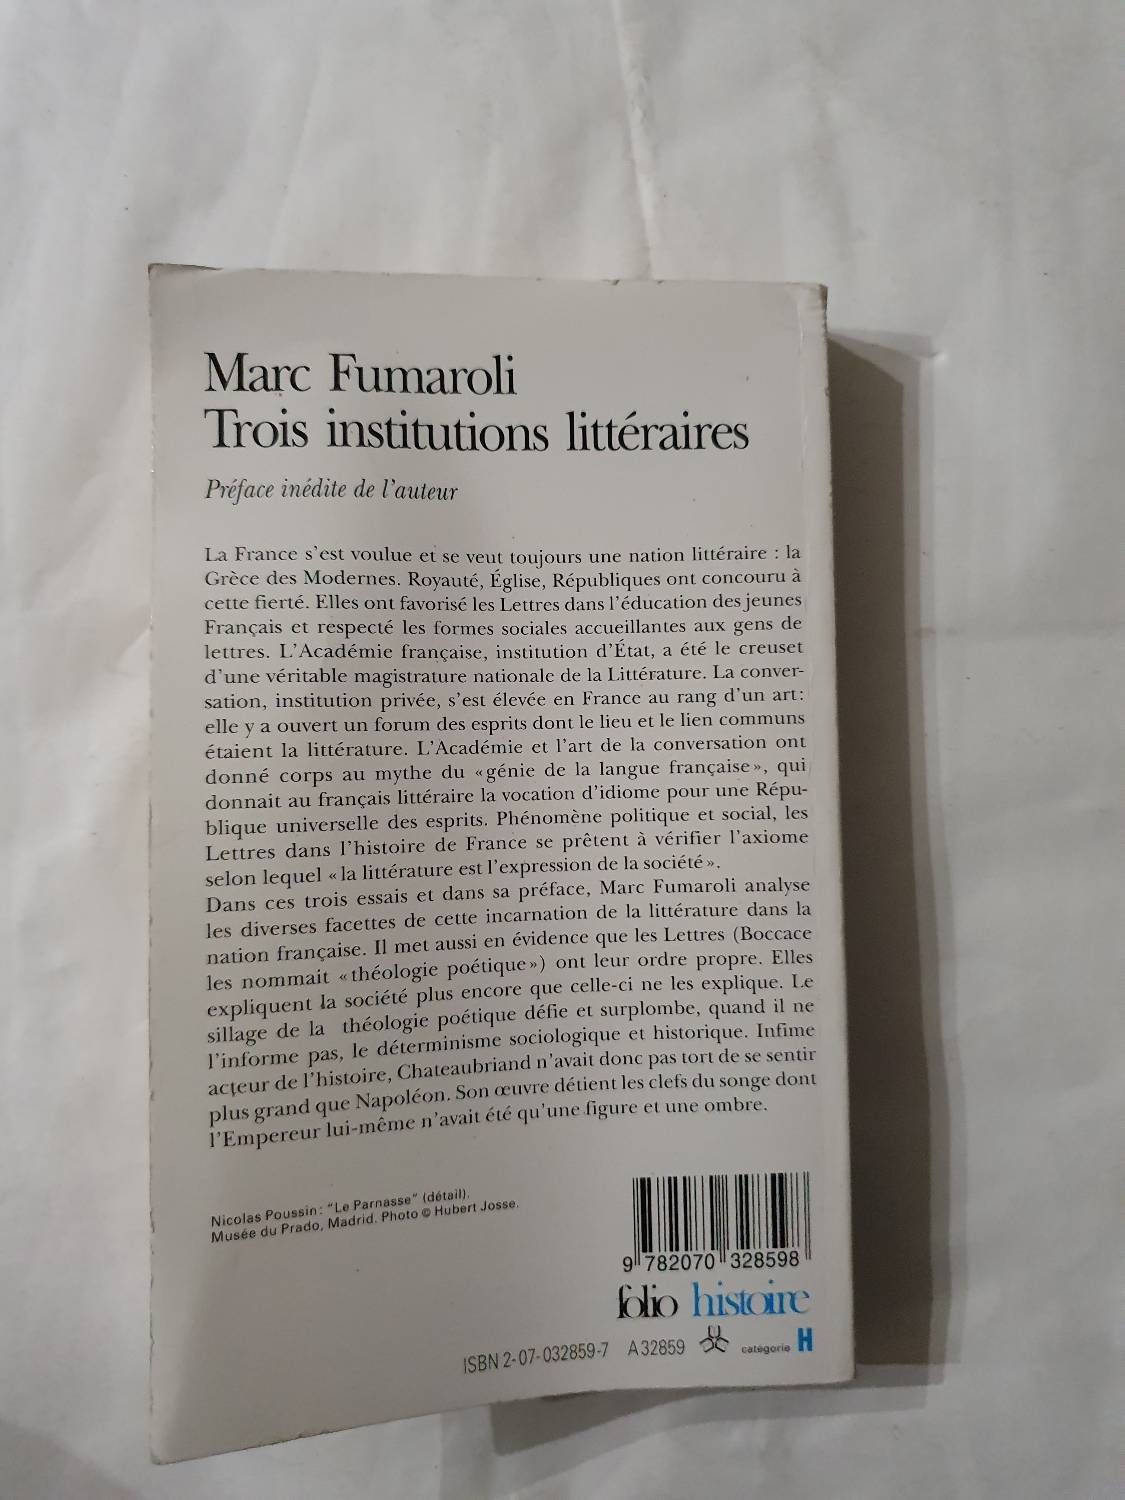 Marc Fumaroli
Trois institutions littéraires
Préface inédite de l'auteur
La France s'est voulue et se veut toujours une nation littéraire : la
Grèce des Modernes. Royauté, Église, Républiques ont concouru à
cette fierté. Elles ont favorisé les Lettres dans l'éducation des jeunes
Français et respecté les formes sociales accueillantes aux gens de
lettres. L'Académie française, institution d'État, a été le creuset
d'une véritable magistrature nationale de la Littérature. La conver-
sation, institution privée, s'est élevée en France au rang d'un art:
elle y a ouvert un forum des esprits dont le lieu et le lien communs
étaient la littérature. L'Académie et l'art de la conversation ont
donné corps au mythe du «génie de la langue française», qui
donnait au français littéraire la vocation d'idiome pour une Répu-
blique universelle des esprits. Phénomène politique et social, les
Lettres dans l'histoire de France se prêtent à vérifier l'axiome
selon lequel «la littérature est l'expression de la société».
Dans ces trois essais et dans sa préface, Marc Fumaroli analyse
les diverses facettes de cette incarnation de la littérature dans la
nation française. Il met aussi en évidence que les Lettres (Boccace
les nommait «théologie poétique») ont leur ordre propre. Elles
expliquent la société plus encore que celle-ci ne les explique. Le
sillage de la théologie poétique défie et surplombe, quand il ne
l'informe pas, le déterminisme sociologique et historique. Infime
acteur de l'histoire, Chateaubriand n'avait donc pas tort de se sentir
plus grand que Napoléon. Son œuvre détient les clefs du songe dont
l'Empereur lui-même n'avait été qu'une figure et une ombre.
Nicolas Poussin: "Le Parnasse" (détail).
Musée du Prado, Madrid. Photo © Hubert Josse.
9 782070 328598
folio histoire
ISBN 2-07-032859-7 A 32859 catégorie H